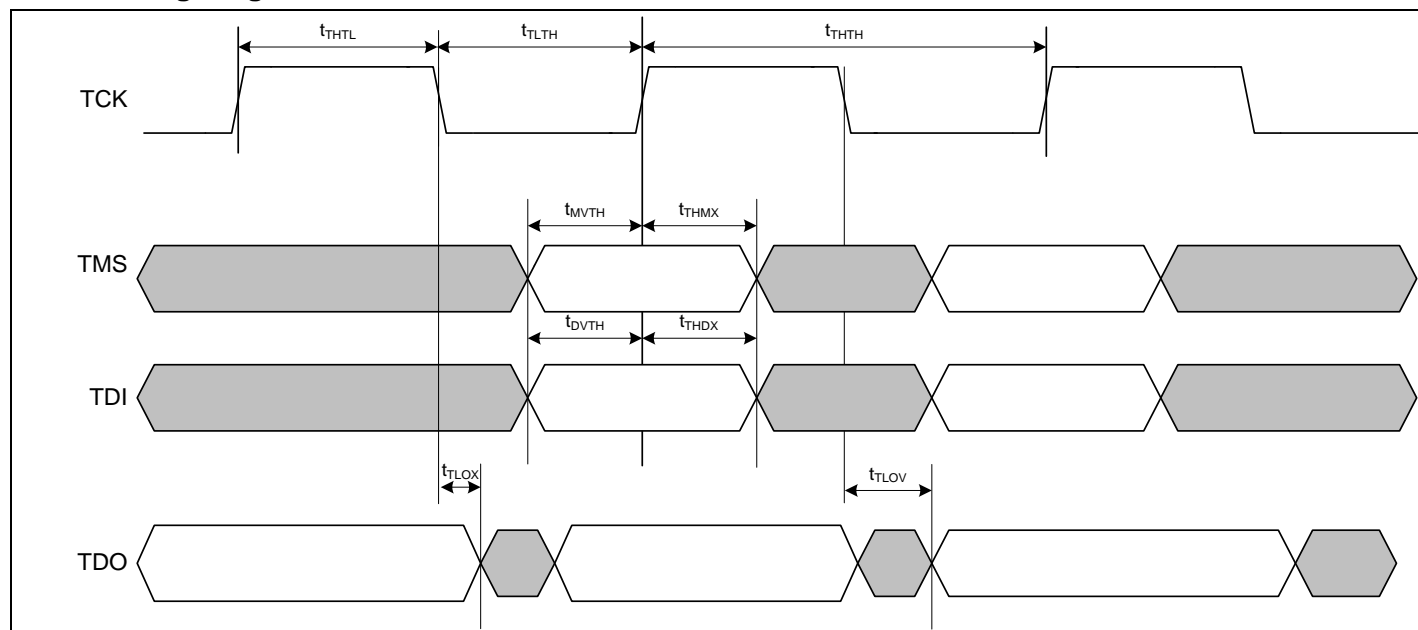 tTHTL tTLTH tTHTH
TCK
tMVTH tTHMX
TMS
tDVTH tTHDX
TDI
tTLOX tTLOV
TDO